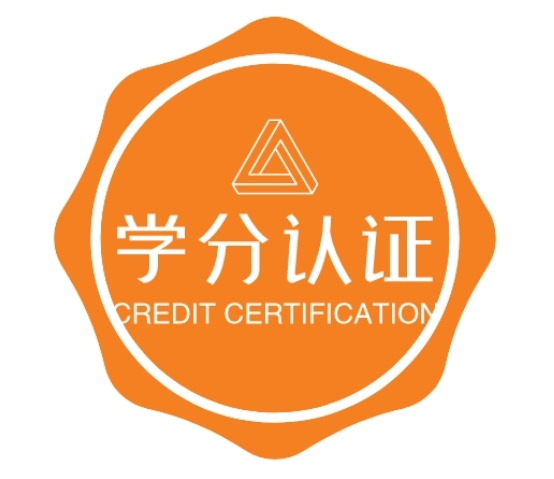 学分认证
CREDIT CERTIFICATION